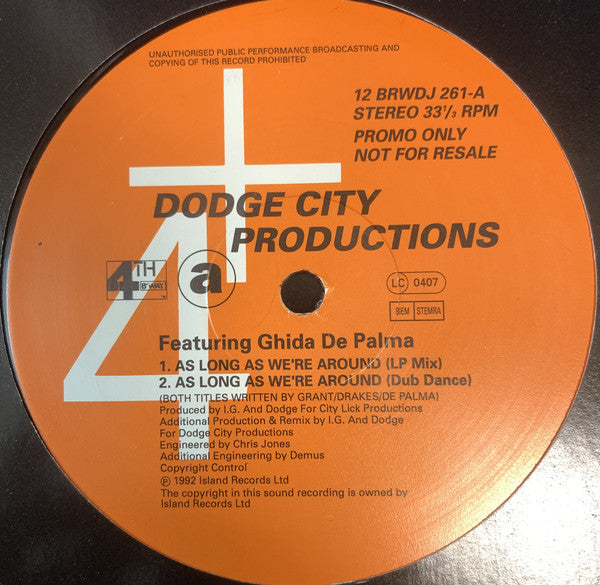 UNAUTHORISED PUBLIC PERFORMANCE BROADCASTING AND
COPYING OF THIS RECORD PROHIBITED
12 BRWDJ 261-A
STEREO 33⅓ RPM
PROMO ONLY
NOT FOR RESALE
DODGE CITY
PRODUCTIONS
4TH
B'WAY
TM
a
LC 0407
BIEM STEMRA
4
Featuring Ghida De Palma
1. AS LONG AS WE'RE AROUND (LP Mix)
2. AS LONG AS WE'RE AROUND (Dub Dance)
(BOTH TITLES WRITTEN BY GRANT/DRAKES/DE PALMA)
Produced by I.G. And Dodge For City Lick Productions
Additional Production & Remix by I.G. And Dodge
For Dodge City Productions
Engineered by Chris Jones
Additional Engineering by Demus
Copyright Control
℗ 1992 Island Records Ltd
The copyright in this sound recording is owned by
Island Records Ltd